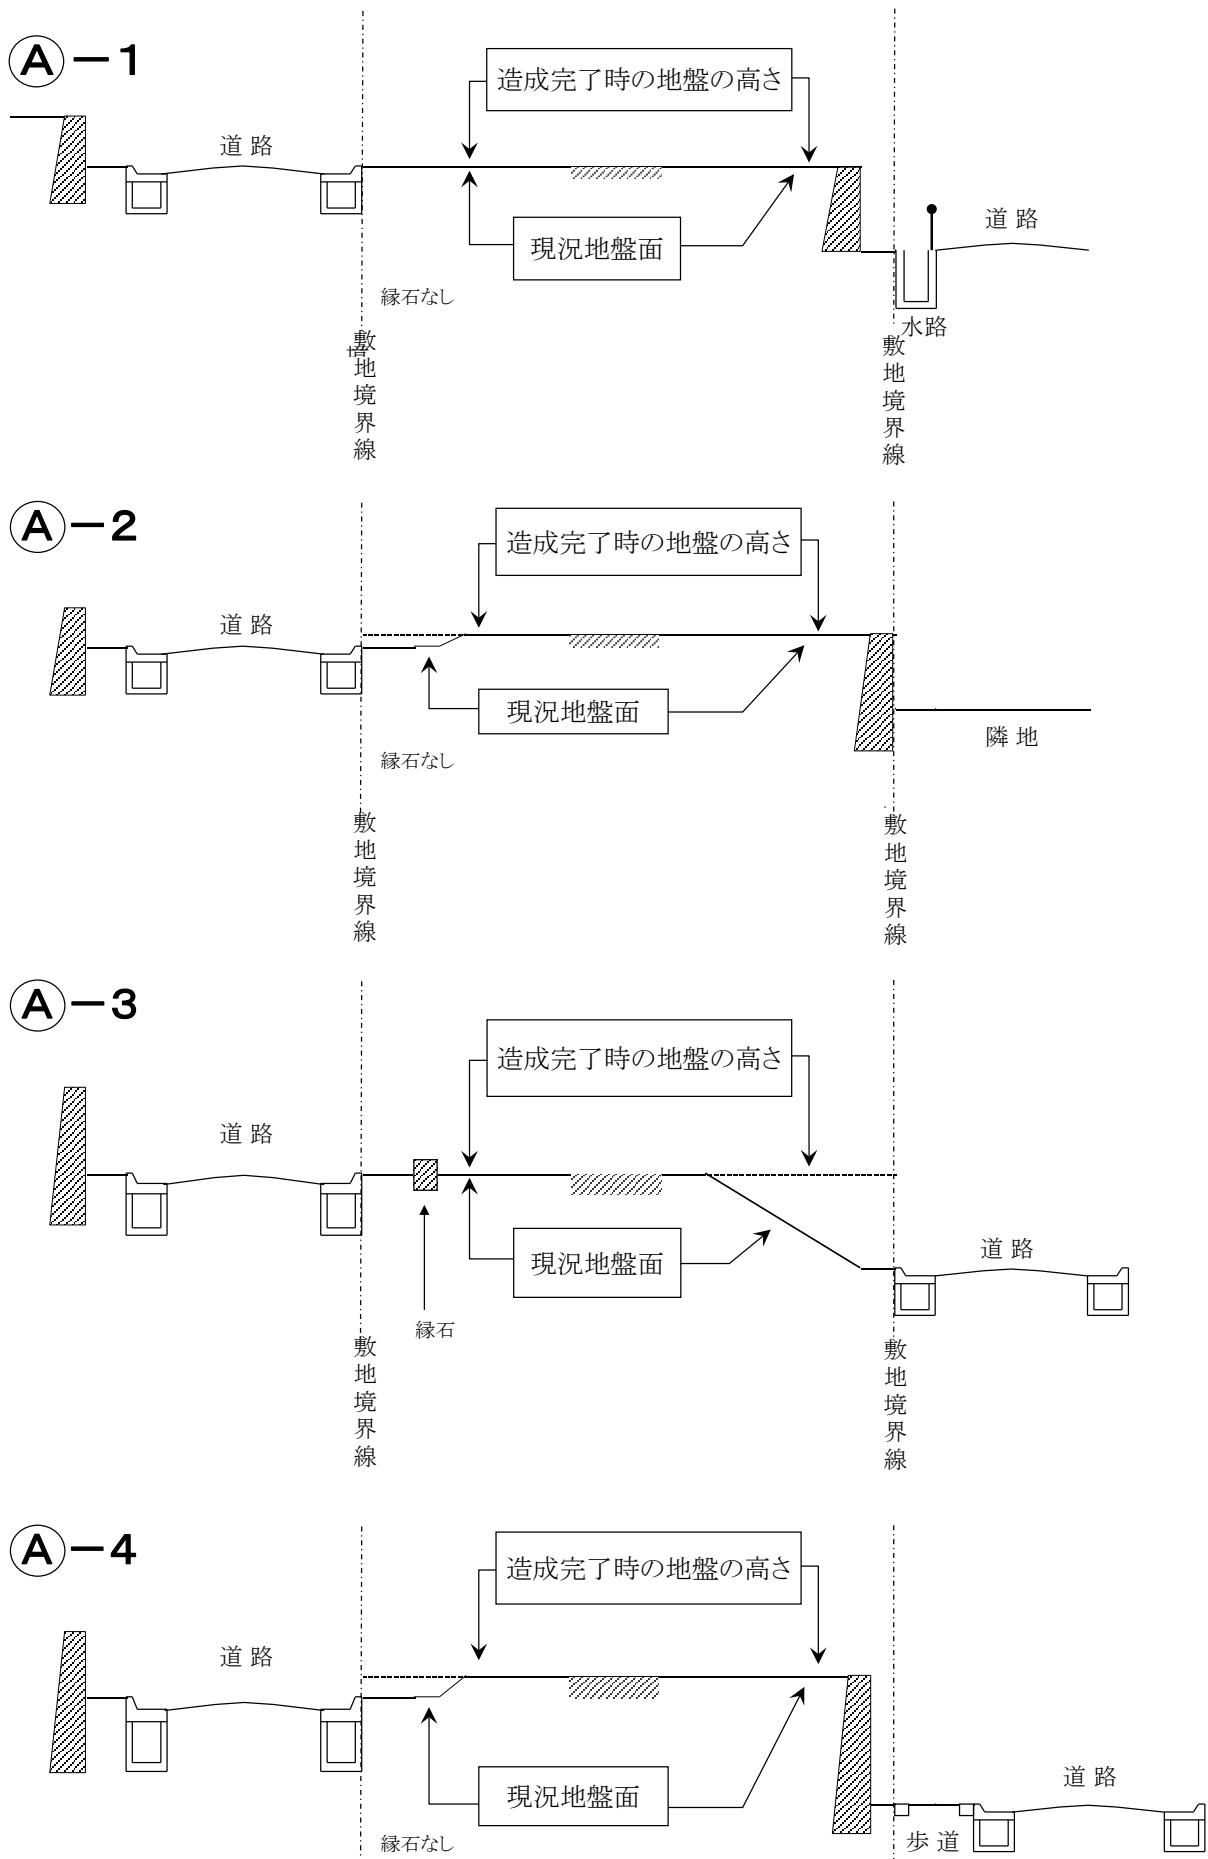 Ⓐ－1
造成完了時の地盤の高さ
道 路
道 路
現況地盤面
縁石なし
水路
敷地境界線
敷地境界線
Ⓐ－2
造成完了時の地盤の高さ
道 路
現況地盤面
隣 地
縁石なし
敷地境界線
敷地境界線
Ⓐ－3
造成完了時の地盤の高さ
道 路
道 路
現況地盤面
縁石
敷地境界線
敷地境界線
Ⓐ－4
造成完了時の地盤の高さ
道 路
道 路
現況地盤面
縁石なし
歩 道